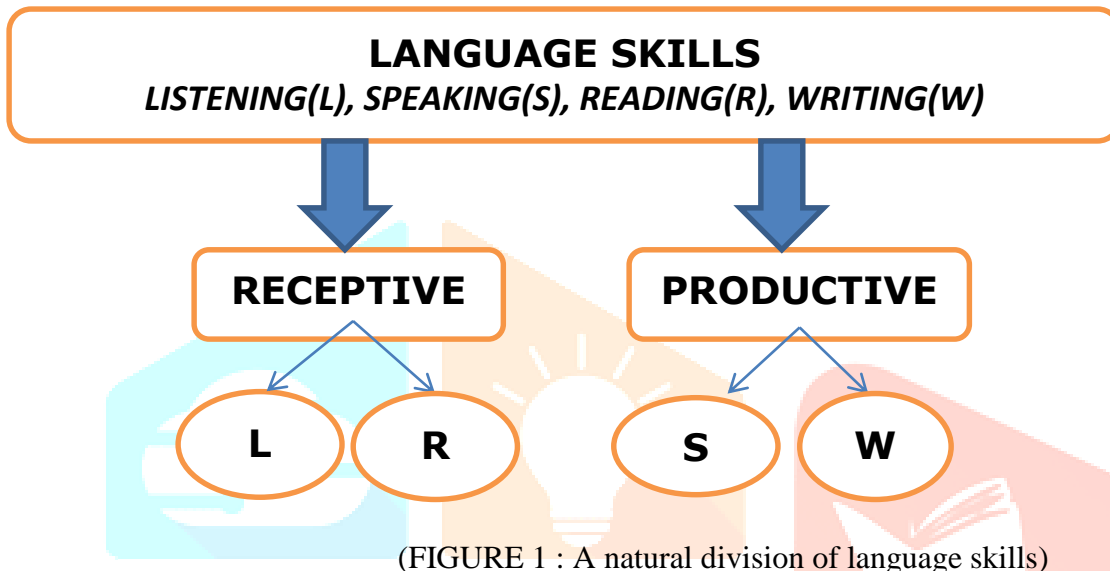 LANGUAGE SKILLS
LISTENING(L), SPEAKING(S), READING(R), WRITING(W)
RECEPTIVE
PRODUCTIVE
L
R
S
W
(FIGURE 1 : A natural division of language skills)